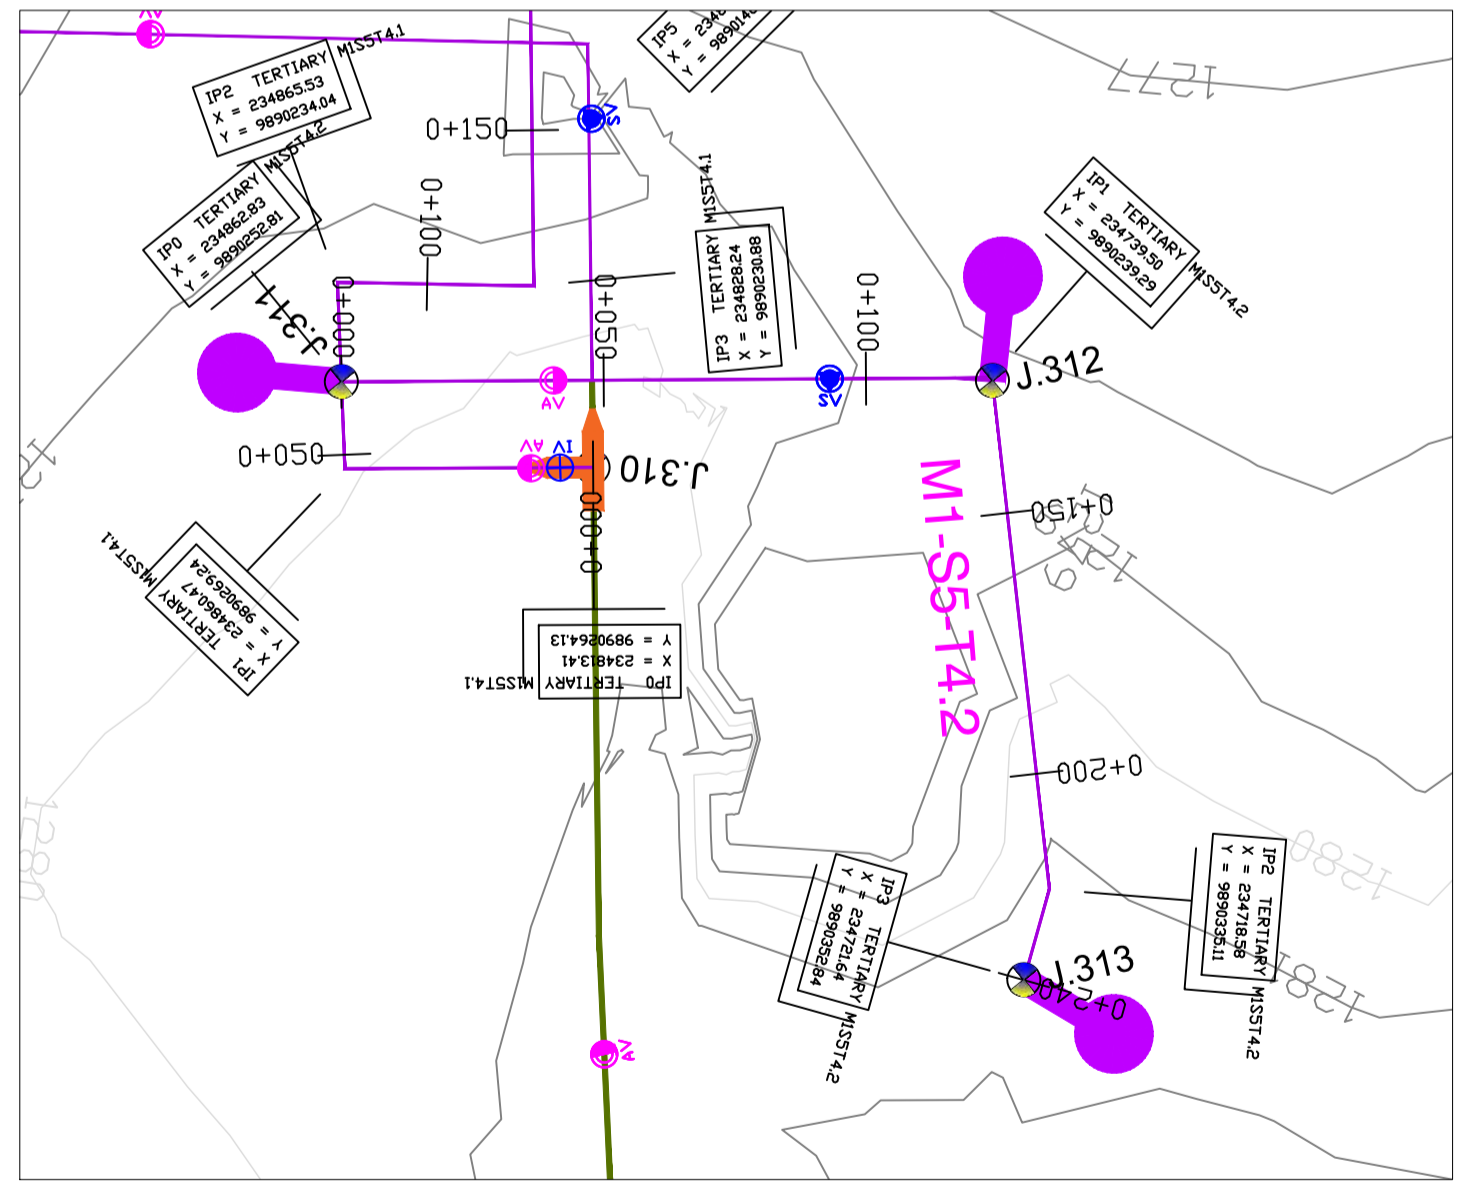 AV
IP2 TERTIARY M1S5T4.1
X = 234865.53
Y = 9890234.04
IP5
1277
0+150
SV
IP0 TERTIARY M1S5T4.2
X = 234862.83
Y = 9890252.81
0+100
IP3 TERTIARY M1S5T4.1
X = 234828.24
Y = 9890230.88
IP1 TERTIARY M1S5T4.2
X = 234739.50
Y = 9890239.29
J.311
0+000
0+050
0+100
J.312
AV
SV
0+050
AV
IV
J.310
0+000
M1-S5-T4.2
0+150
IP1 TERTIARY M1S5T4.1
X = 234860.47
Y = 9890269.24
IP0 TERTIARY M1S5T4.1
X = 234813.41
Y = 9890264.13
0+200
1280
1280
IP3 TERTIARY M1S5T4.2
X = 234721.64
Y = 9890352.84
IP2 TERTIARY M1S5T4.2
X = 234718.58
Y = 9890335.11
J.313
0+240
1281
AV